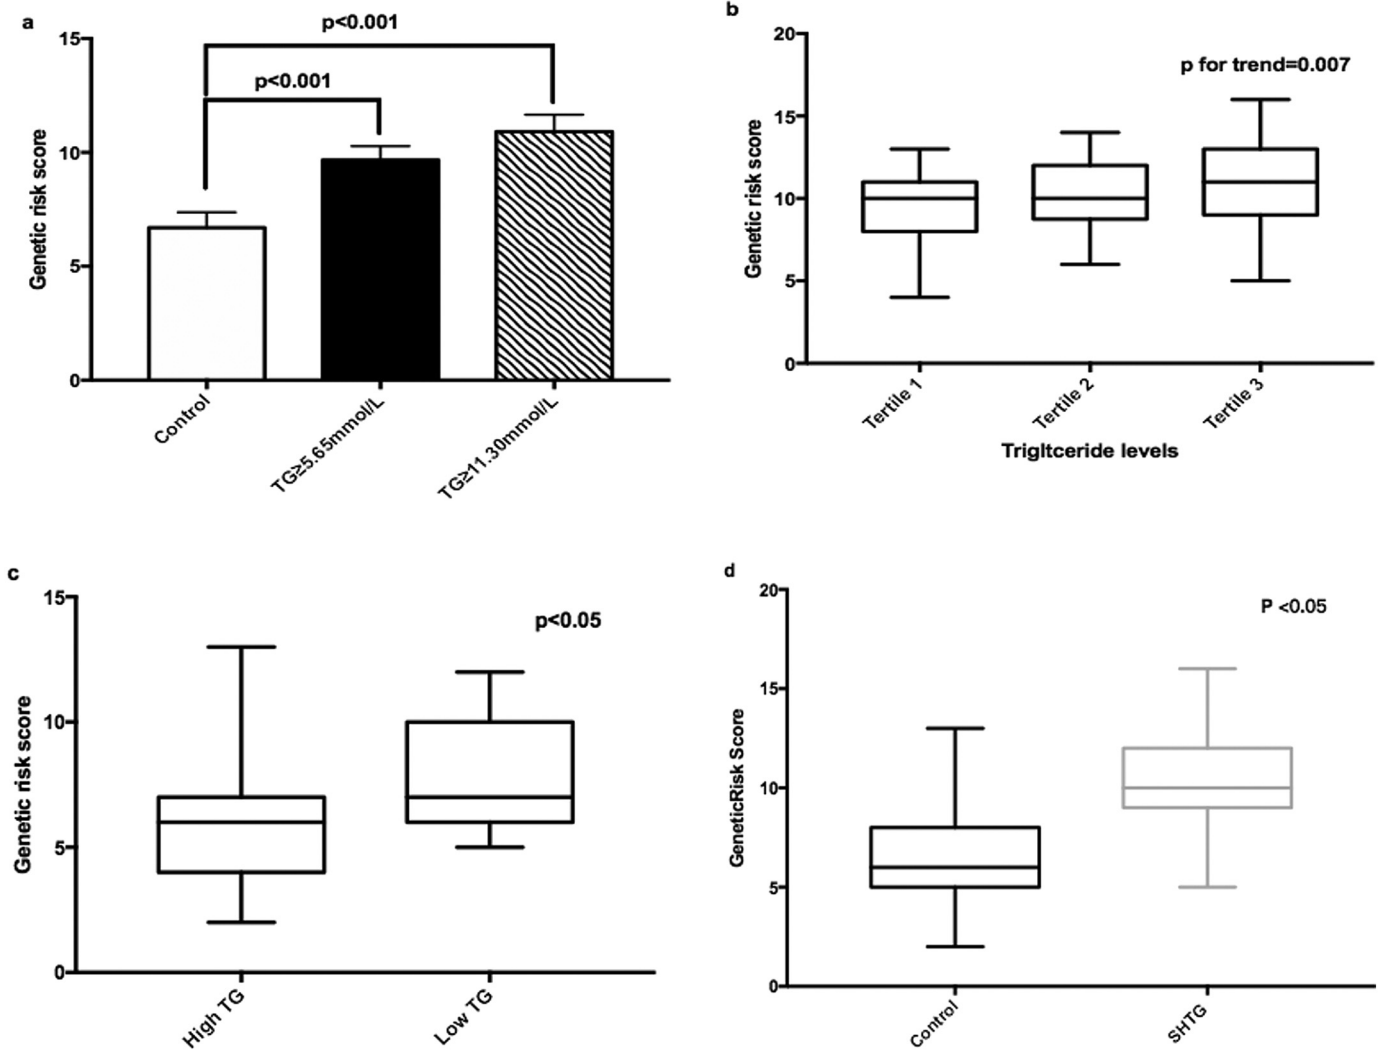 a
p<0.001
p<0.001
15
10
5
0
Genetic risk score
Control
TG≥5.65mmol/L
TG≥11.30mmol/L
b
p for trend=0.007
20
15
10
5
0
Genetic risk score
Tertile 1
Tertile 2
Tertile 3
Trigltceride levels
c
p<0.05
15
10
5
0
Genetic risk score
High TG
Low TG
d
P <0.05
20
15
10
5
0
GeneticRisk Score
Control
SHTG